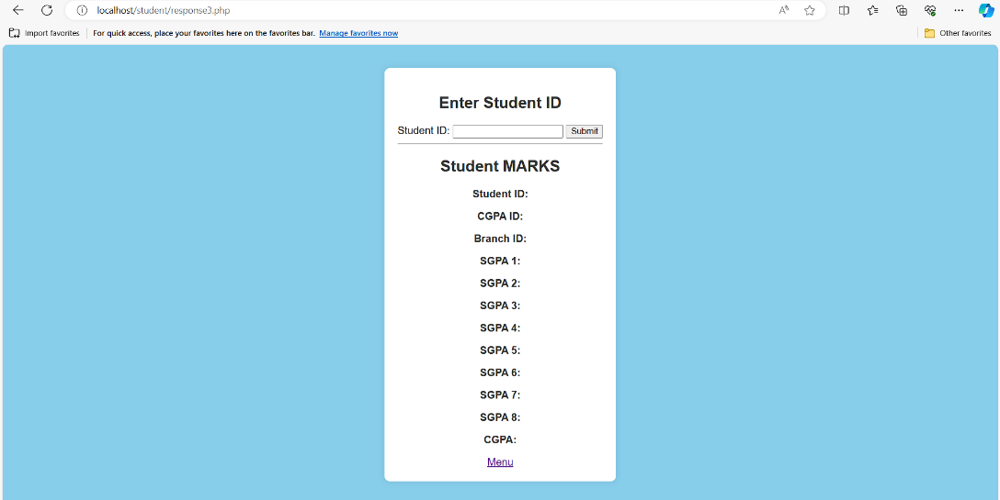 localhost/student/response3.php
Import favorites
For quick access, place your favorites here on the favorites bar. Manage favorites now
Other favorites
Enter Student ID
Student ID:
Submit
Student MARKS
Student ID:
CGPA ID:
Branch ID:
SGPA 1:
SGPA 2:
SGPA 3:
SGPA 4:
SGPA 5:
SGPA 6:
SGPA 7:
SGPA 8:
CGPA:
Menu